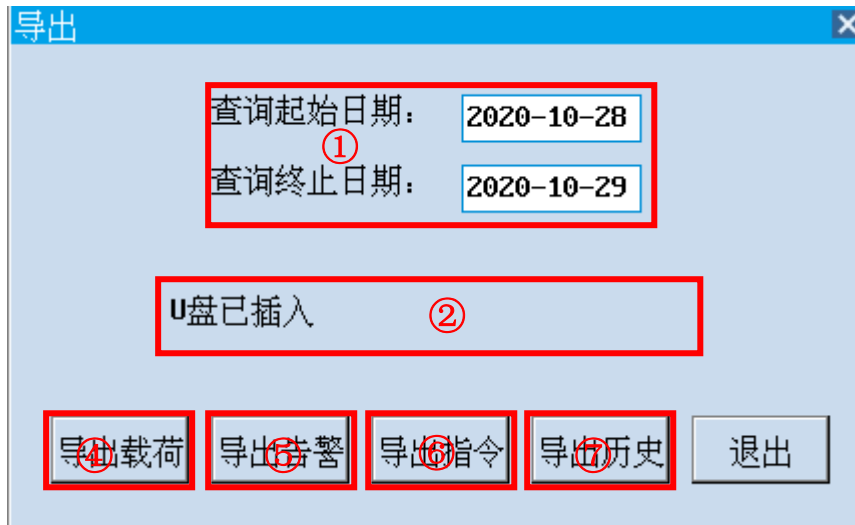 导出
查询起始日期： 2020-10-28
①
查询终止日期： 2020-10-29
U盘已插入 ②
导出载荷 导出告警 导出指令 导出历史 退出
④ ⑤ ⑥ ⑦